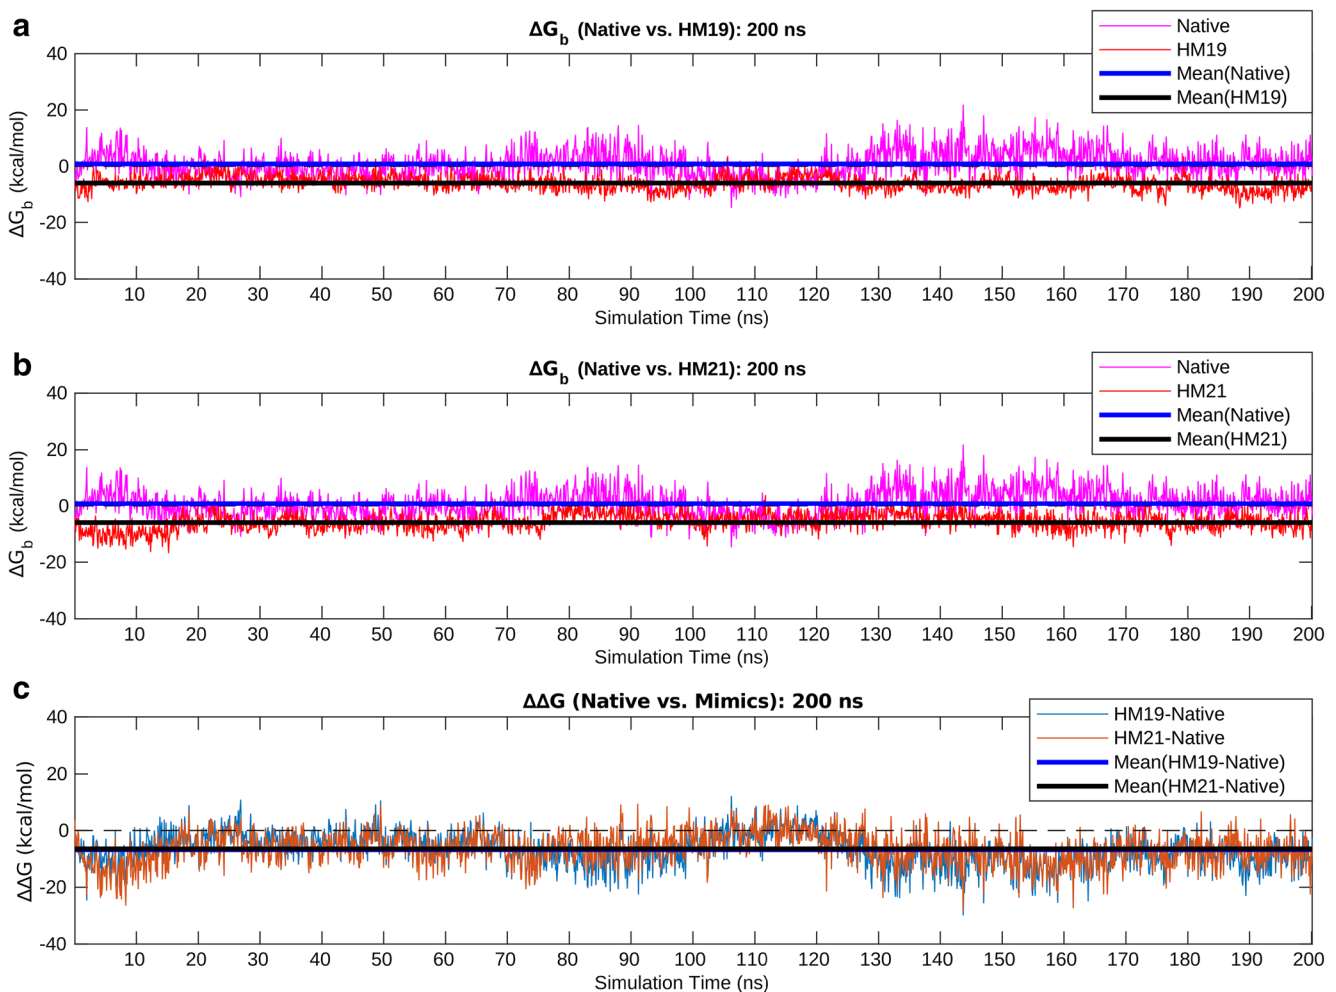 a
ΔG_b (Native vs. HM19): 200 ns
Native
HM19
Mean(Native)
Mean(HM19)
ΔG_b (kcal/mol)
40
20
0
-20
-40
10 20 30 40 50 60 70 80 90 100 110 120 130 140 150 160 170 180 190 200
Simulation Time (ns)
b
ΔG_b (Native vs. HM21): 200 ns
Native
HM21
Mean(Native)
Mean(HM21)
ΔG_b (kcal/mol)
40
20
0
-20
-40
10 20 30 40 50 60 70 80 90 100 110 120 130 140 150 160 170 180 190 200
Simulation Time (ns)
c
ΔΔG (Native vs. Mimics): 200 ns
HM19-Native
HM21-Native
Mean(HM19-Native)
Mean(HM21-Native)
ΔΔG (kcal/mol)
40
20
0
-20
-40
10 20 30 40 50 60 70 80 90 100 110 120 130 140 150 160 170 180 190 200
Simulation Time (ns)